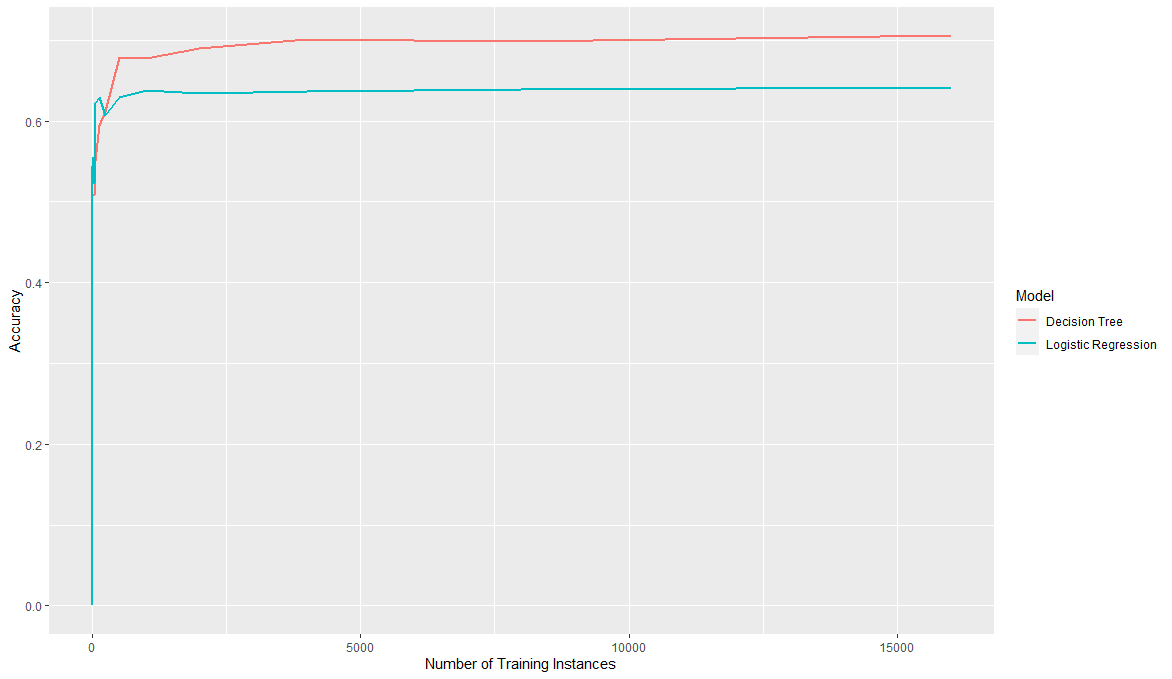 Accuracy
0.6
0.4
0.2
0.0
0
5000
10000
15000
Number of Training Instances
Model
Decision Tree
Logistic Regression